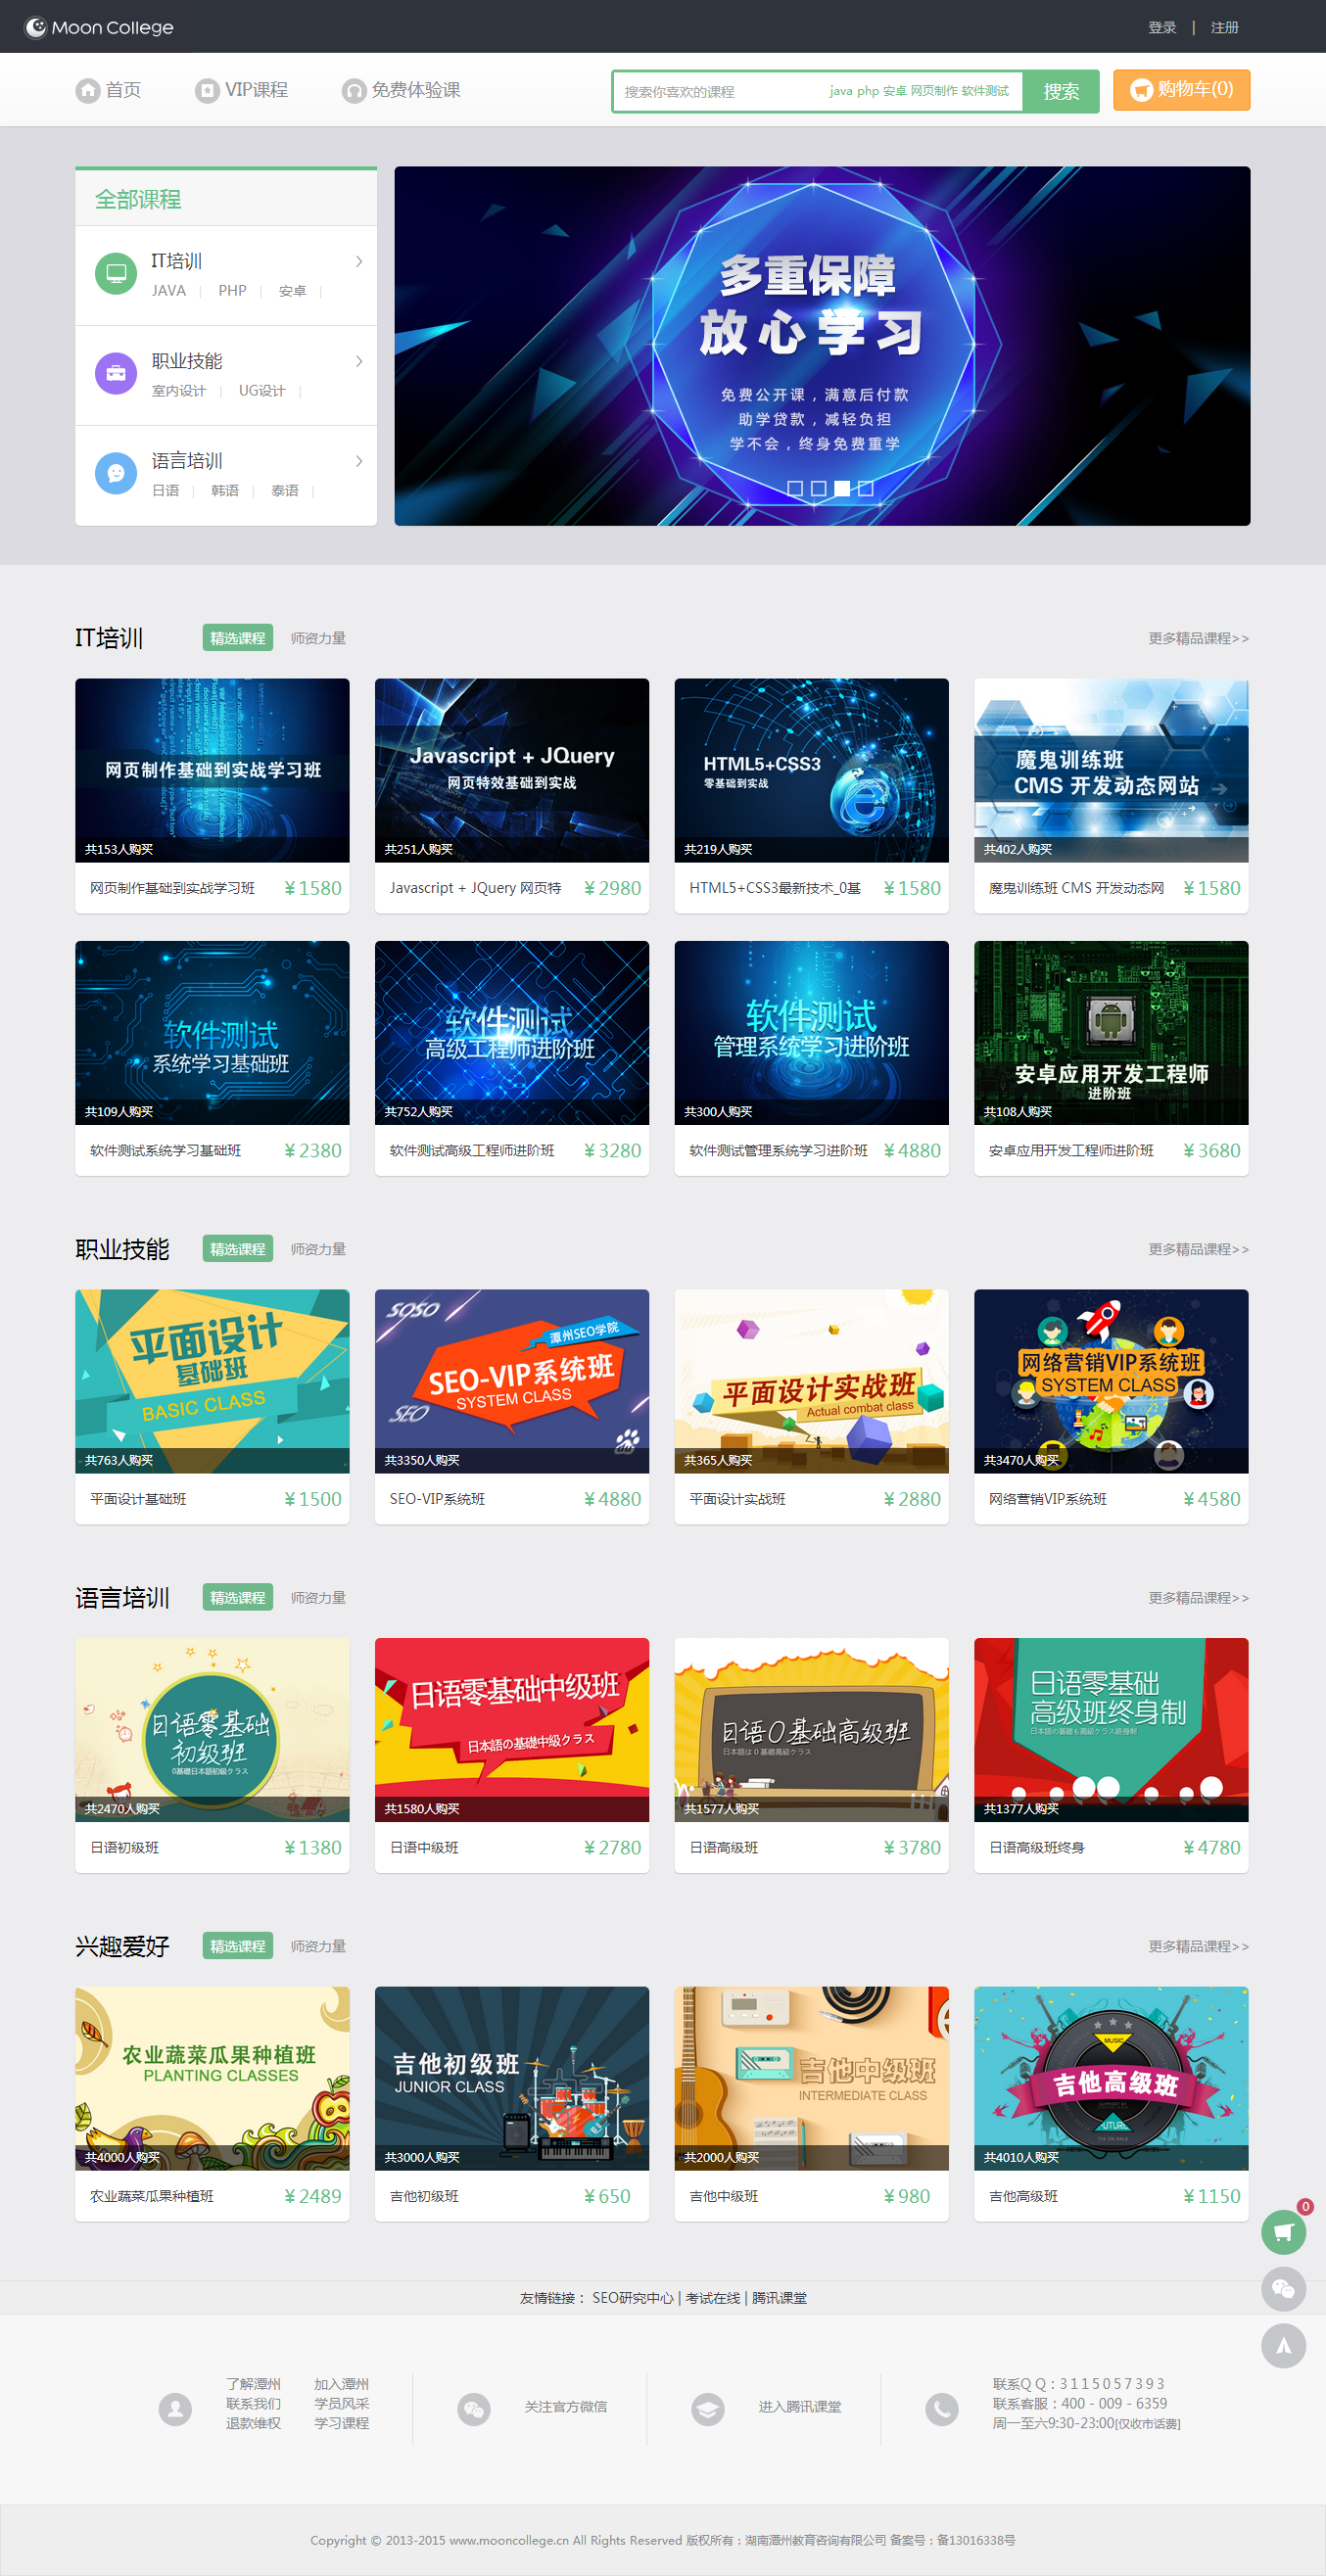 Moon College
登录 | 注册
首页 VIP课程 免费体验课
搜索你喜欢的课程 java php 安卓 网页制作 软件测试 搜索 购物车(0)
全部课程
IT培训
JAVA | PHP | 安卓 |
职业技能
室内设计 | UG设计 |
语言培训
日语 | 韩语 | 泰语 |
多重保障
放心学习
免费公开课，满意后付款
助学贷款，减轻负担
学不会，终身免费重学
IT培训 精选课程 师资力量 更多精品课程>>
网页制作基础到实战学习班
共153人购买
网页制作基础到实战学习班 ¥1580
Javascript + JQuery
网页特效基础到实战
共251人购买
Javascript + JQuery 网页特 ¥2980
HTML5+CSS3
零基础到实战
共219人购买
HTML5+CSS3最新技术_0基 ¥1580
魔鬼训练班
CMS 开发动态网站
共402人购买
魔鬼训练班 CMS 开发动态网 ¥1580
软件测试
系统学习基础班
共109人购买
软件测试系统学习基础班 ¥2380
软件测试
高级工程师进阶班
共752人购买
软件测试高级工程师进阶班 ¥3280
软件测试
管理系统学习进阶班
共300人购买
软件测试管理系统学习进阶班 ¥4880
安卓应用开发工程师
进阶班
共108人购买
安卓应用开发工程师进阶班 ¥3680
职业技能 精选课程 师资力量 更多精品课程>>
平面设计
基础班
BASIC CLASS
共763人购买
平面设计基础班 ¥1500
SOSO
潭州SEO学院
SEO-VIP系统班
SYSTEM CLASS
SEO
共3350人购买
SEO-VIP系统班 ¥4880
平面设计实战班
Actual combat class
共365人购买
平面设计实战班 ¥2880
网络营销VIP系统班
SYSTEM CLASS
共3470人购买
网络营销VIP系统班 ¥4580
语言培训 精选课程 师资力量 更多精品课程>>
日语零基础
初级班
0基礎日本語初級クラス
共2470人购买
日语初级班 ¥1380
日语零基础中级班
日本語の基礎中級クラス
共1580人购买
日语中级班 ¥2780
日语0基础高级班
日本語は0基礎高級クラス
共1577人购买
日语高级班 ¥3780
日语零基础
高级班终身制
日本語の基礎も高級クラス終身制
共1377人购买
日语高级班终身 ¥4780
兴趣爱好 精选课程 师资力量 更多精品课程>>
农业蔬菜瓜果种植班
PLANTING CLASSES
共4000人购买
农业蔬菜瓜果种植班 ¥2489
吉他初级班
JUNIOR CLASS
共3000人购买
吉他初级班 ¥650
吉他中级班
INTERMEDIATE CLASS
共2000人购买
吉他中级班 ¥980
MUSIC
吉他高级班
FUTURE
共4010人购买
吉他高级班 ¥1150
0
友情链接： SEO研究中心 | 考试在线 | 腾讯课堂
了解潭州 加入潭州
联系我们 学员风采
退款维权 学习课程
关注官方微信
进入腾讯课堂
联系Q Q：3 1 1 5 0 5 7 3 9 3
联系客服：400 - 009 - 6359
周一至六9:30-23:00[仅收市话费]
Copyright © 2013-2015 www.mooncollege.cn All Rights Reserved 版权所有：湖南潭州教育咨询有限公司 备案号：备13016338号